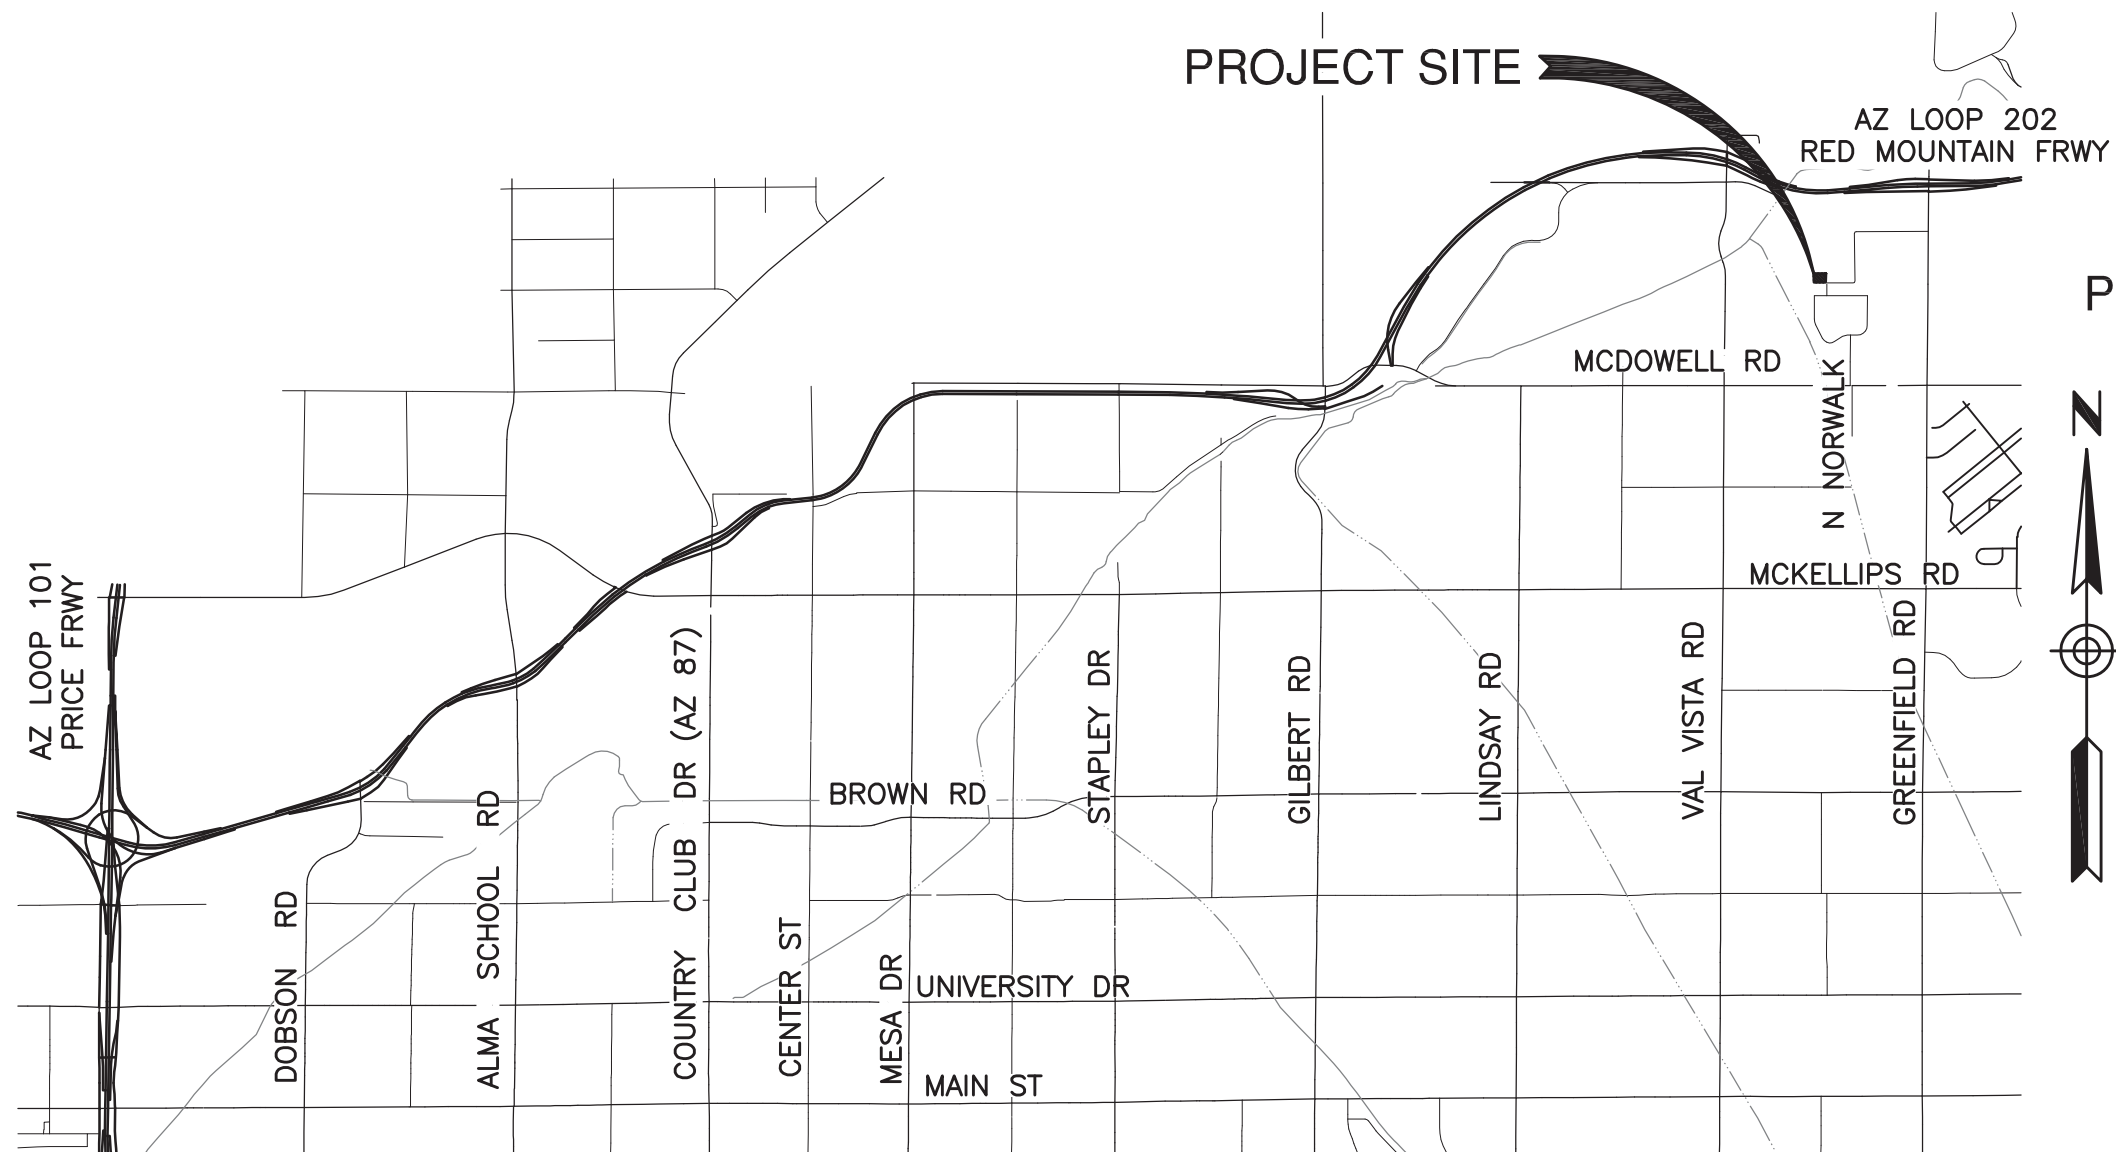 PROJECT SITE
AZ LOOP 202
RED MOUNTAIN FRWY
P
MCDOWELL RD
N NORWALK
N
MCKELLIPS RD
AZ LOOP 101
PRICE FRWY
COUNTRY CLUB DR (AZ 87)
STAPLEY DR
GILBERT RD
LINDSAY RD
VAL VISTA RD
GREENFIELD RD
BROWN RD
DOBSON RD
ALMA SCHOOL RD
CENTER ST
MESA DR
UNIVERSITY DR
MAIN ST